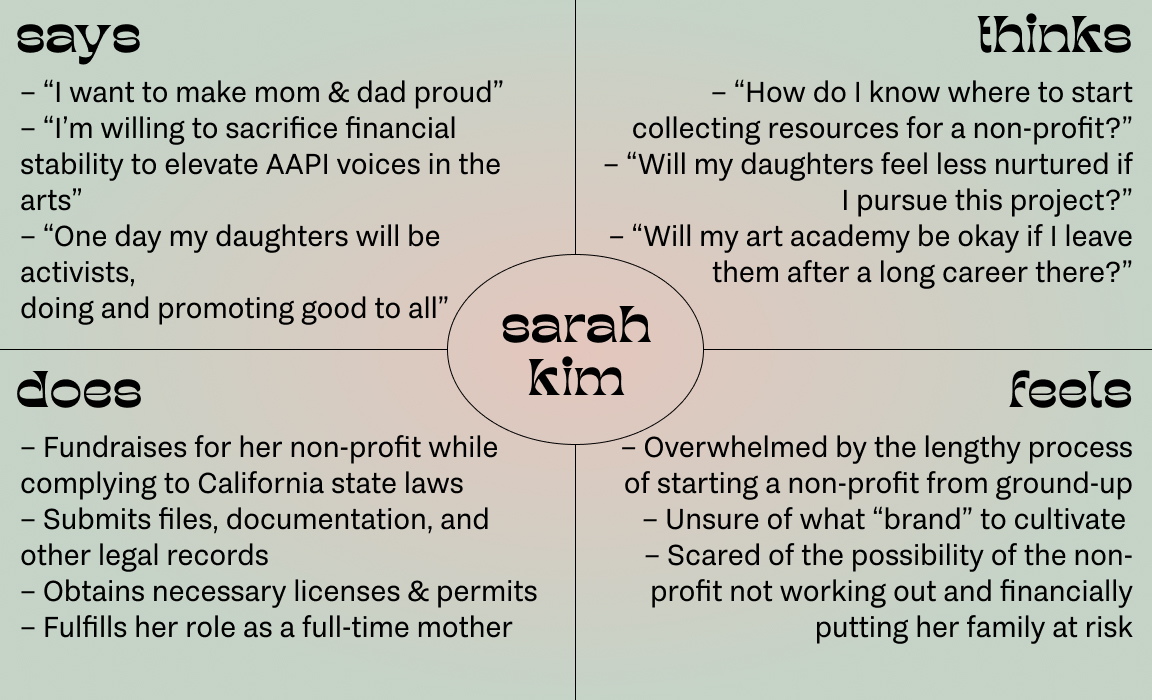 says
– “I want to make mom & dad proud”
– “I’m willing to sacrifice financial
stability to elevate AAPI voices in the
arts”
– “One day my daughters will be
activists,
doing and promoting good to all”
thinks
– “How do I know where to start
collecting resources for a non-profit?”
– “Will my daughters feel less nurtured if
I pursue this project?”
– “Will my art academy be okay if I leave
them after a long career there?”
sarah
kim
does
– Fundraises for her non-profit while
complying to California state laws
– Submits files, documentation, and
other legal records
– Obtains necessary licenses & permits
– Fulfills her role as a full-time mother
feels
– Overwhelmed by the lengthy process
of starting a non-profit from ground-up
– Unsure of what “brand” to cultivate
– Scared of the possibility of the non-
profit not working out and financially
putting her family at risk